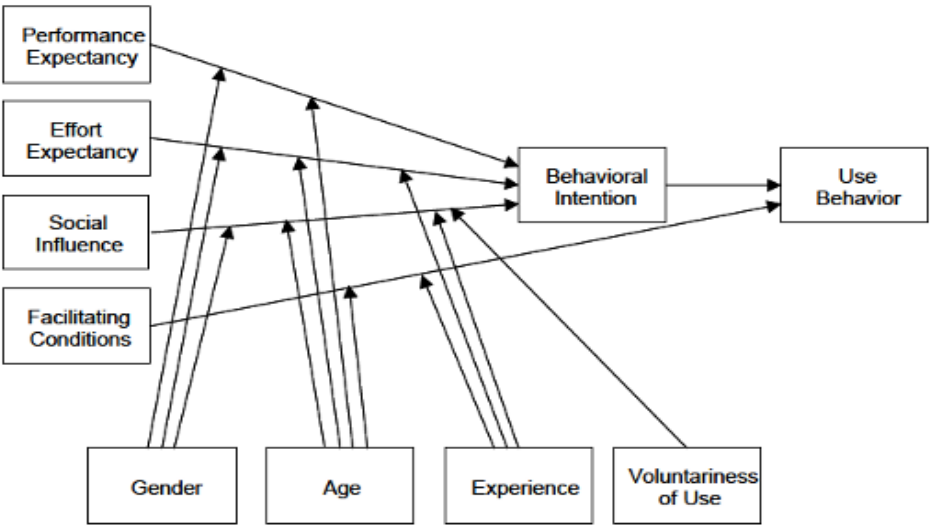 Performance
Expectancy
Effort
Expectancy
Behavioral
Intention
Use
Behavior
Social
Influence
Facilitating
Conditions
Gender
Age
Experience
Voluntariness
of Use